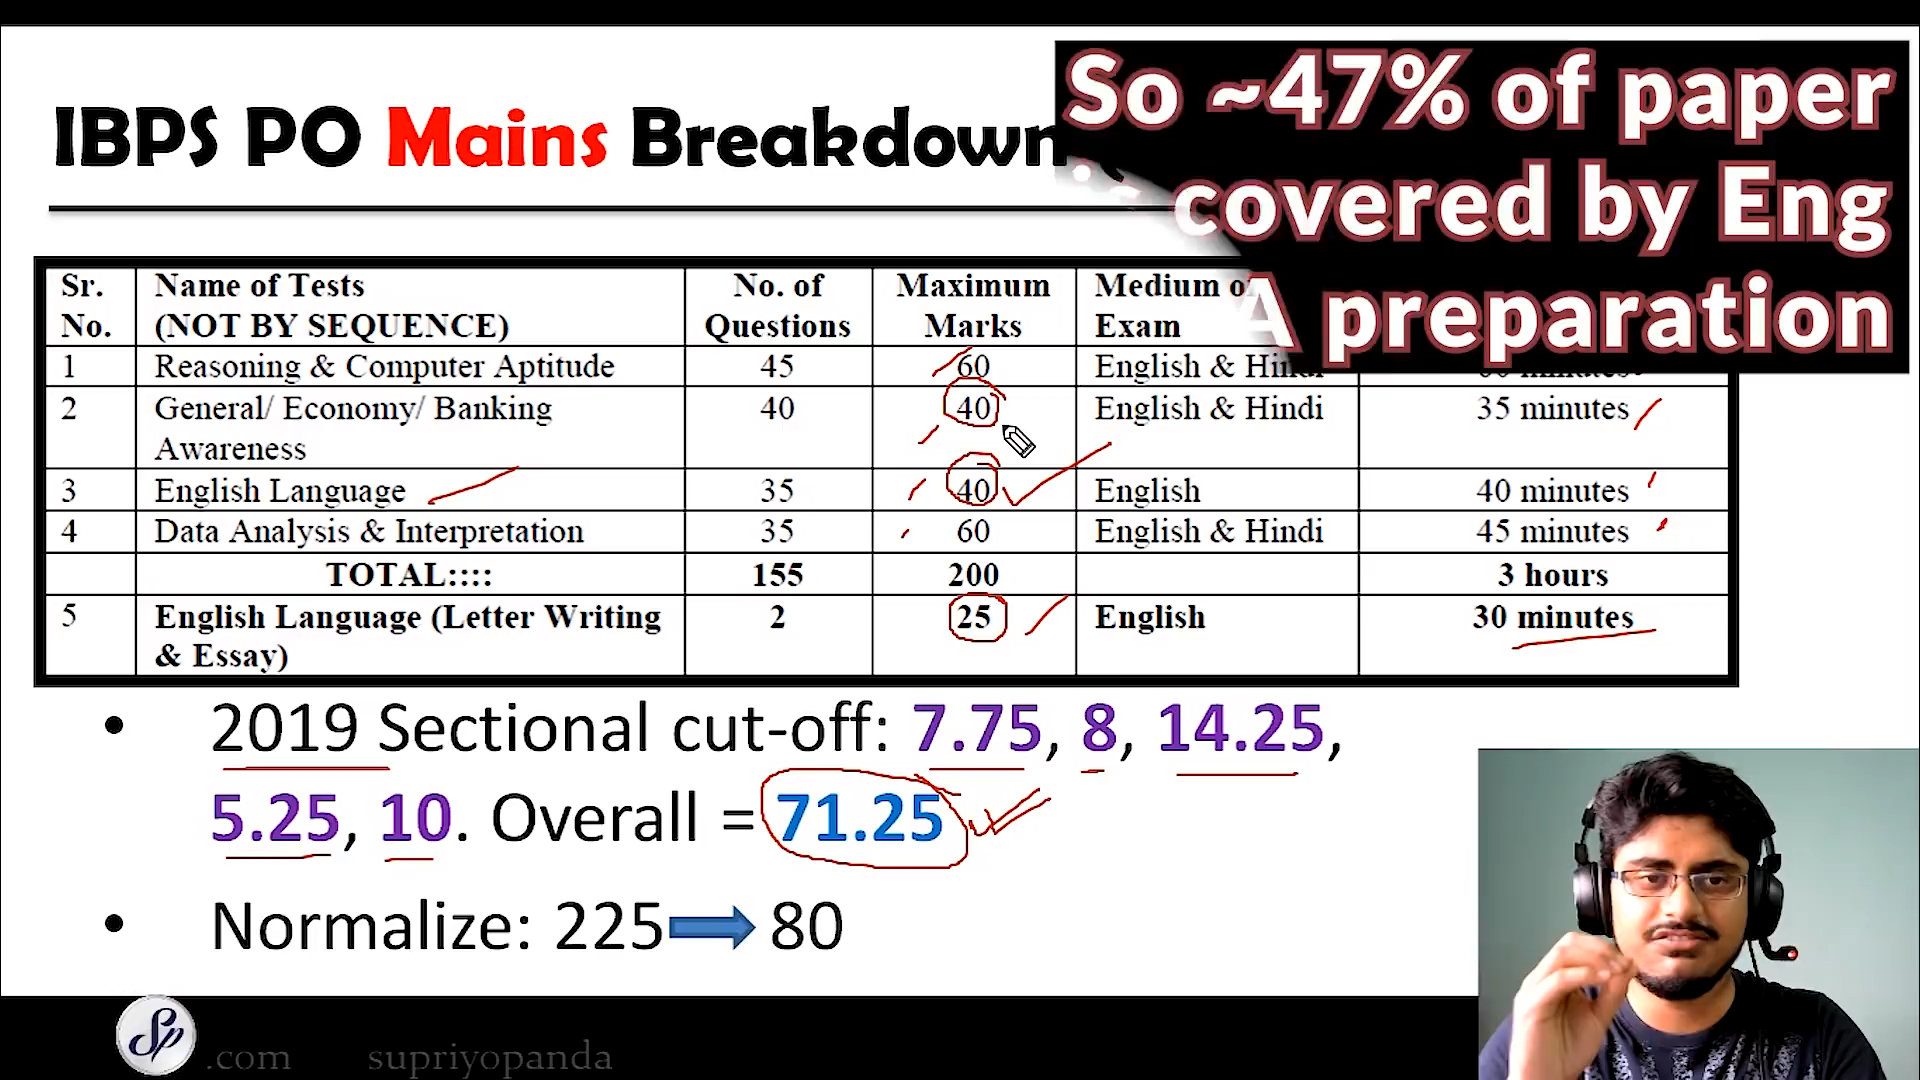 IBPS PO Mains Breakdown
So ~47% of paper
covered by Eng
A preparation
Sr. No.
Name of Tests (NOT BY SEQUENCE)
No. of Questions
Maximum Marks
Medium
Exam
1 Reasoning & Computer Aptitude 45 60 English & Hindi
2 General/ Economy/ Banking Awareness 40 40 English & Hindi 35 minutes
3 English Language 35 40 English 40 minutes
4 Data Analysis & Interpretation 35 60 English & Hindi 45 minutes
TOTAL:::: 155 200 3 hours
5 English Language (Letter Writing & Essay) 2 25 English 30 minutes
• 2019 Sectional cut-off: 7.75, 8, 14.25,
5.25, 10. Overall = 71.25
• Normalize: 225 80
Sp .com supriyopanda